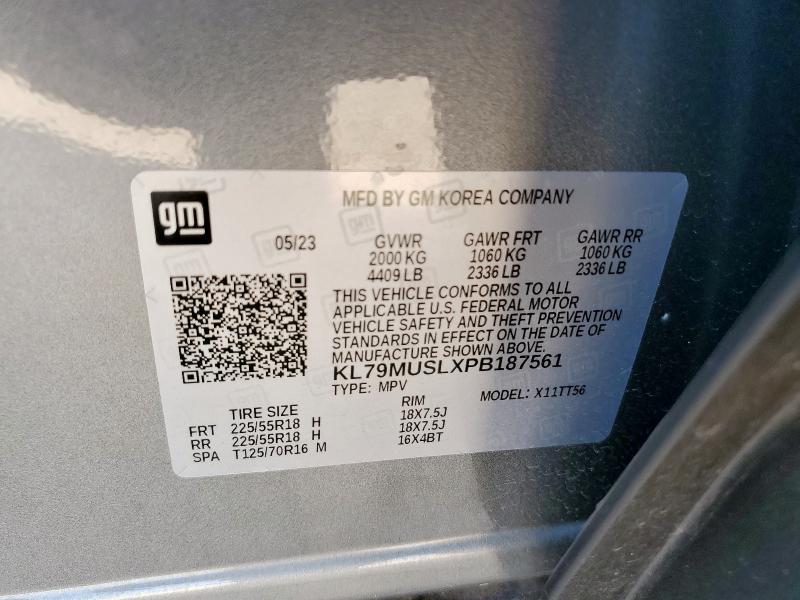 gm
MFD BY GM KOREA COMPANY
05/23 GVWR GAWR FRT GAWR RR
2000 KG 1060 KG 1060 KG
4409 LB 2336 LB 2336 LB
THIS VEHICLE CONFORMS TO ALL
APPLICABLE U.S. FEDERAL MOTOR
VEHICLE SAFETY AND THEFT PREVENTION
STANDARDS IN EFFECT ON THE DATE OF
MANUFACTURE SHOWN ABOVE.
KL79MUSLXPB187561
TYPE: MPV MODEL: X11TT56
TIRE SIZE RIM
FRT 225/55R18 H 18X7.5J
RR 225/55R18 H 18X7.5J
SPA T125/70R16 M 16X4BT